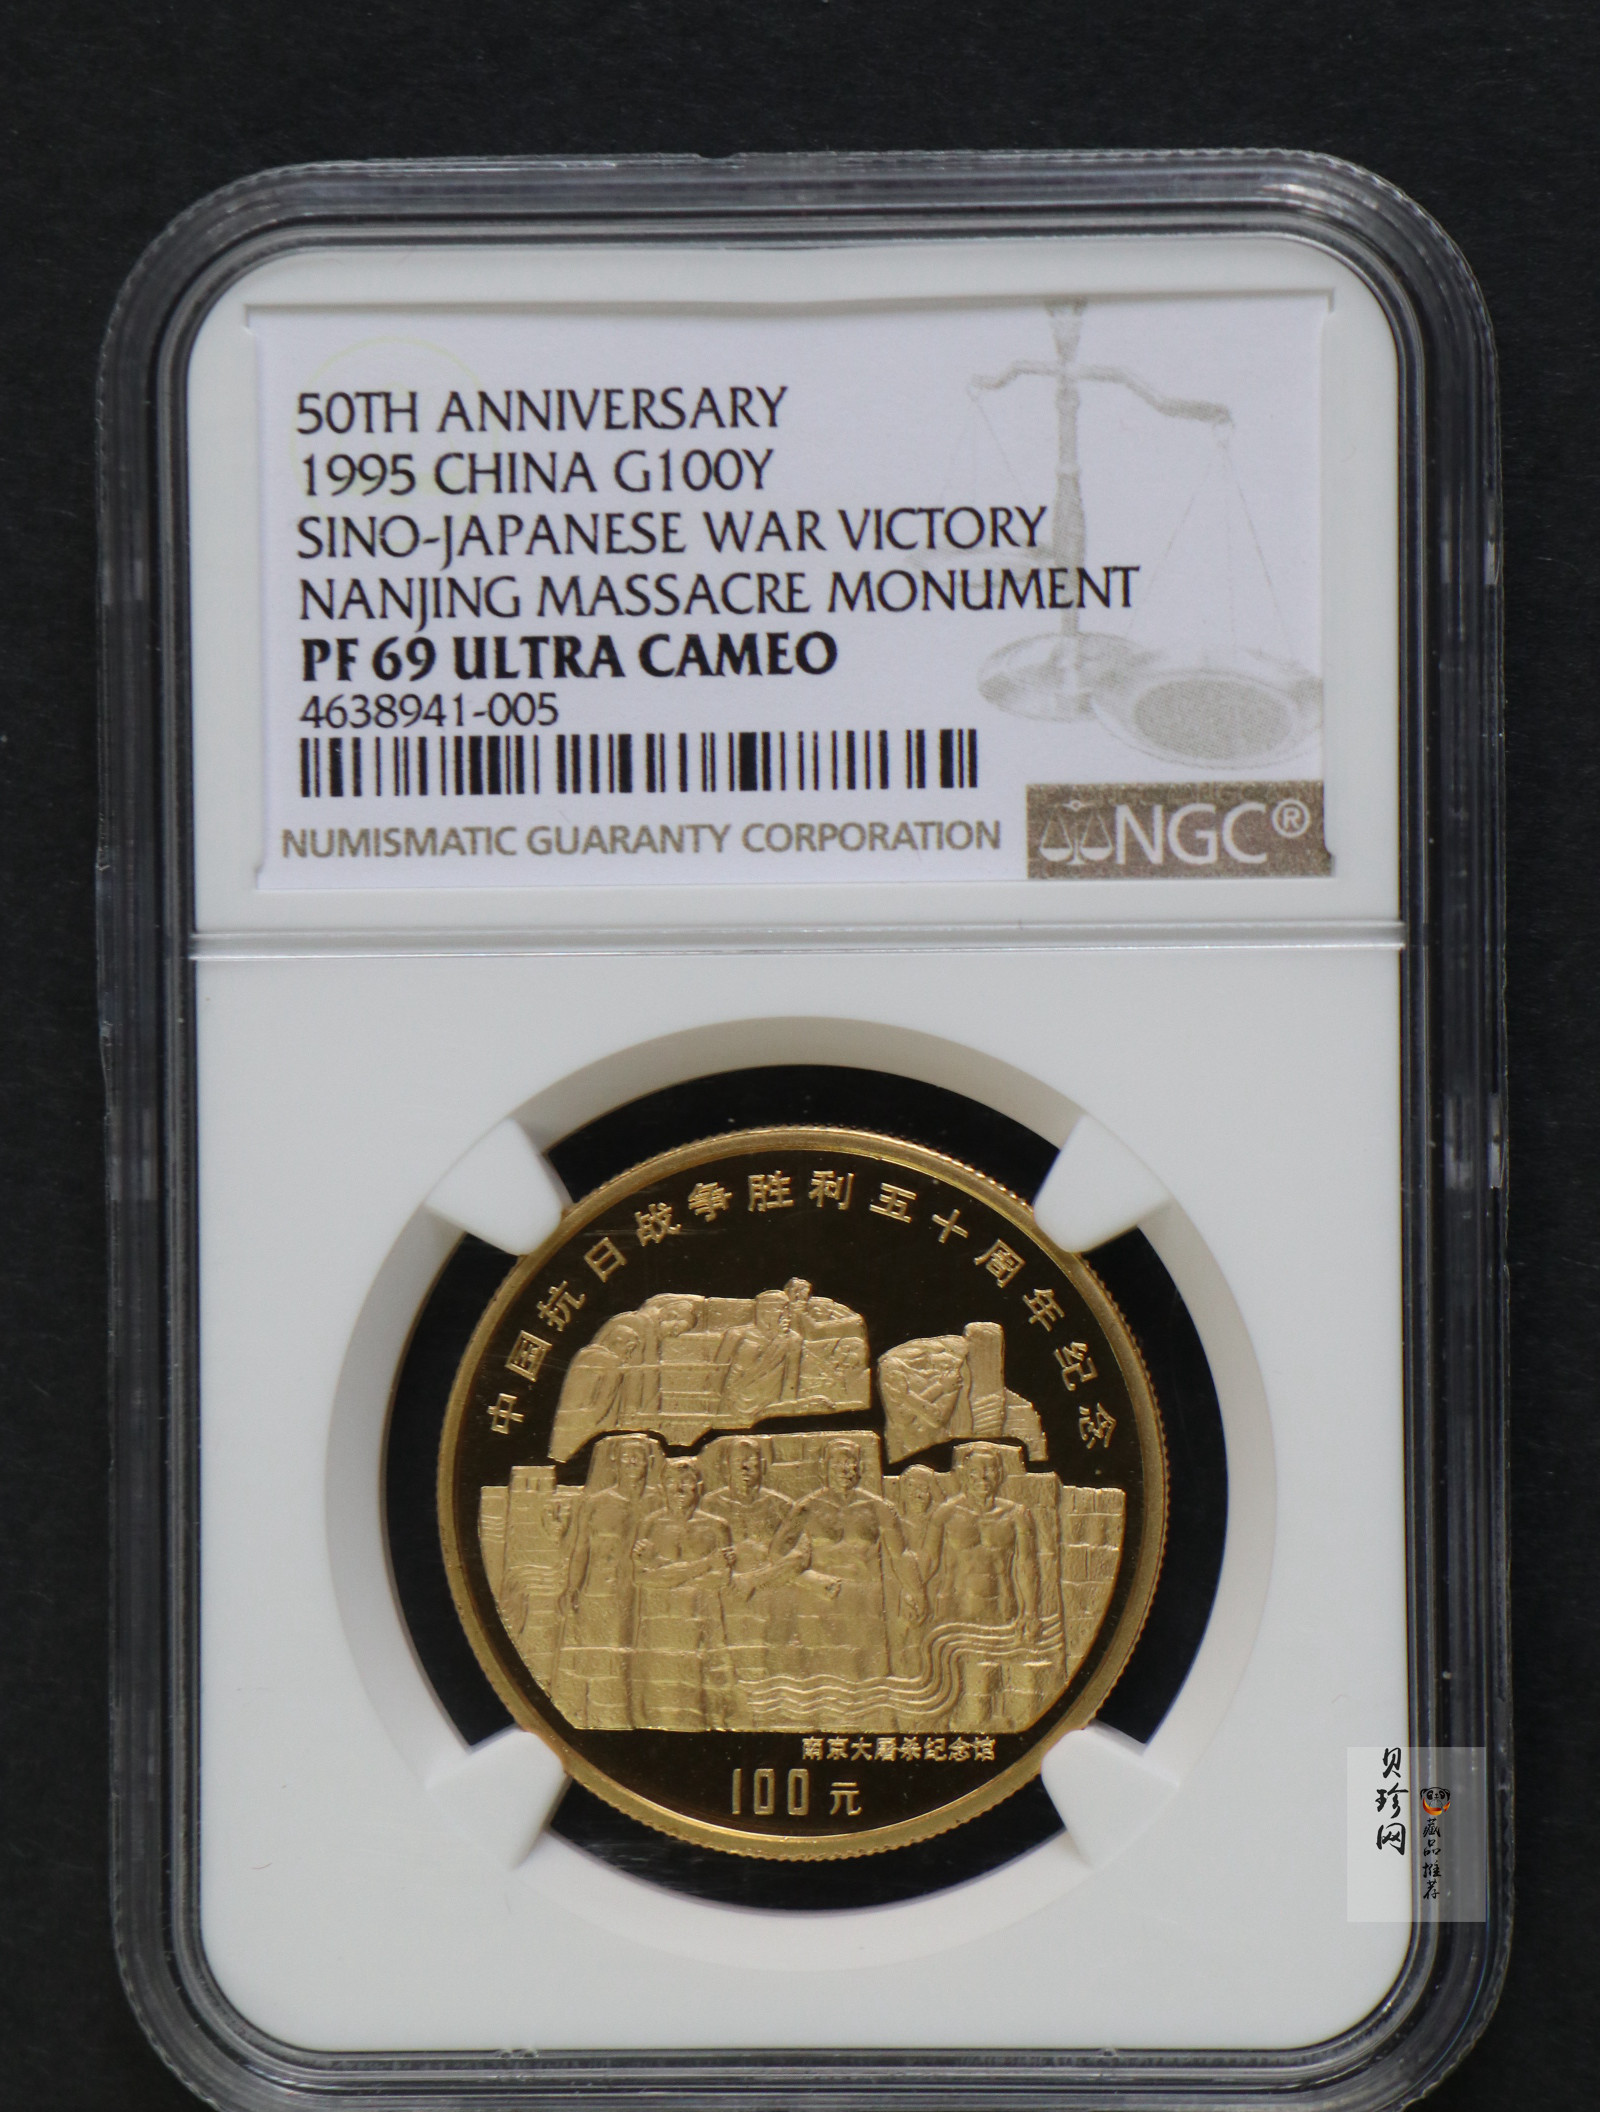 50TH ANNIVERSARY
1995 CHINA G100Y
SINO-JAPANESE WAR VICTORY
NANJING MASSACRE MONUMENT
PF 69 ULTRA CAMEO
4638941-005
NUMISMATIC GUARANTY CORPORATION
NGC®
中国抗日战争胜利五十周年纪念
南京大屠杀纪念馆
100元
贝珍网
藏品推荐